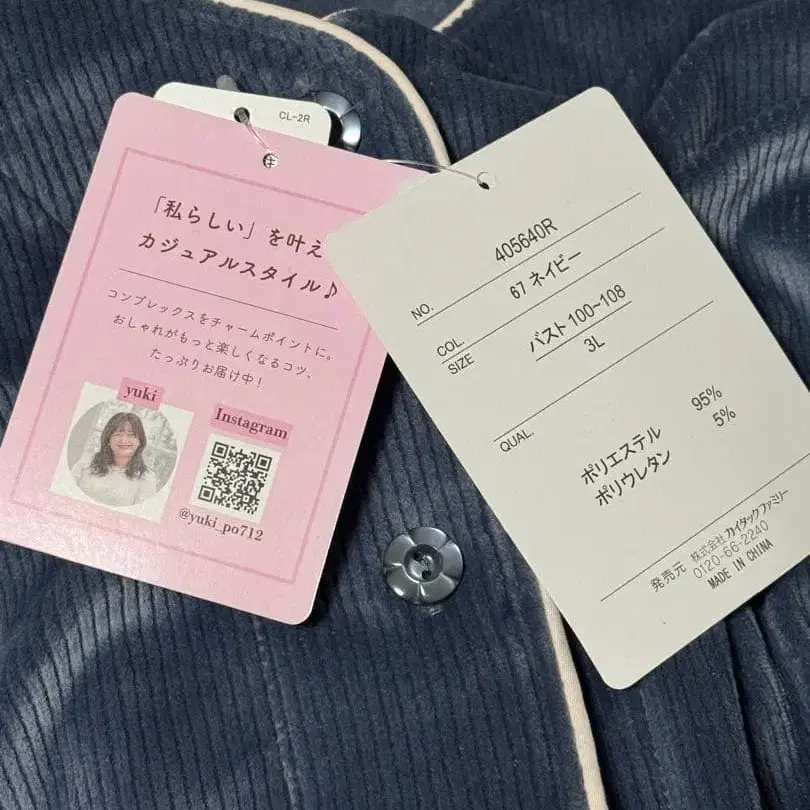 CL-2R
「私らしい」を叶え
カジュアルスタイル♪
コンプレックスをチャームポイントに。
おしゃれがもっと楽しくなるコツ、
たっぷりお届け中！
yuki
Instagram
@yuki_po712
NO. 405640R
COL. 67 ネイビー
SIZE バスト100~108
3L
QUAL.
ポリエステル 95%
ポリウレタン 5%
発売元 株式会社 カイタックファミリー
0120-66-2240
MADE IN CHINA